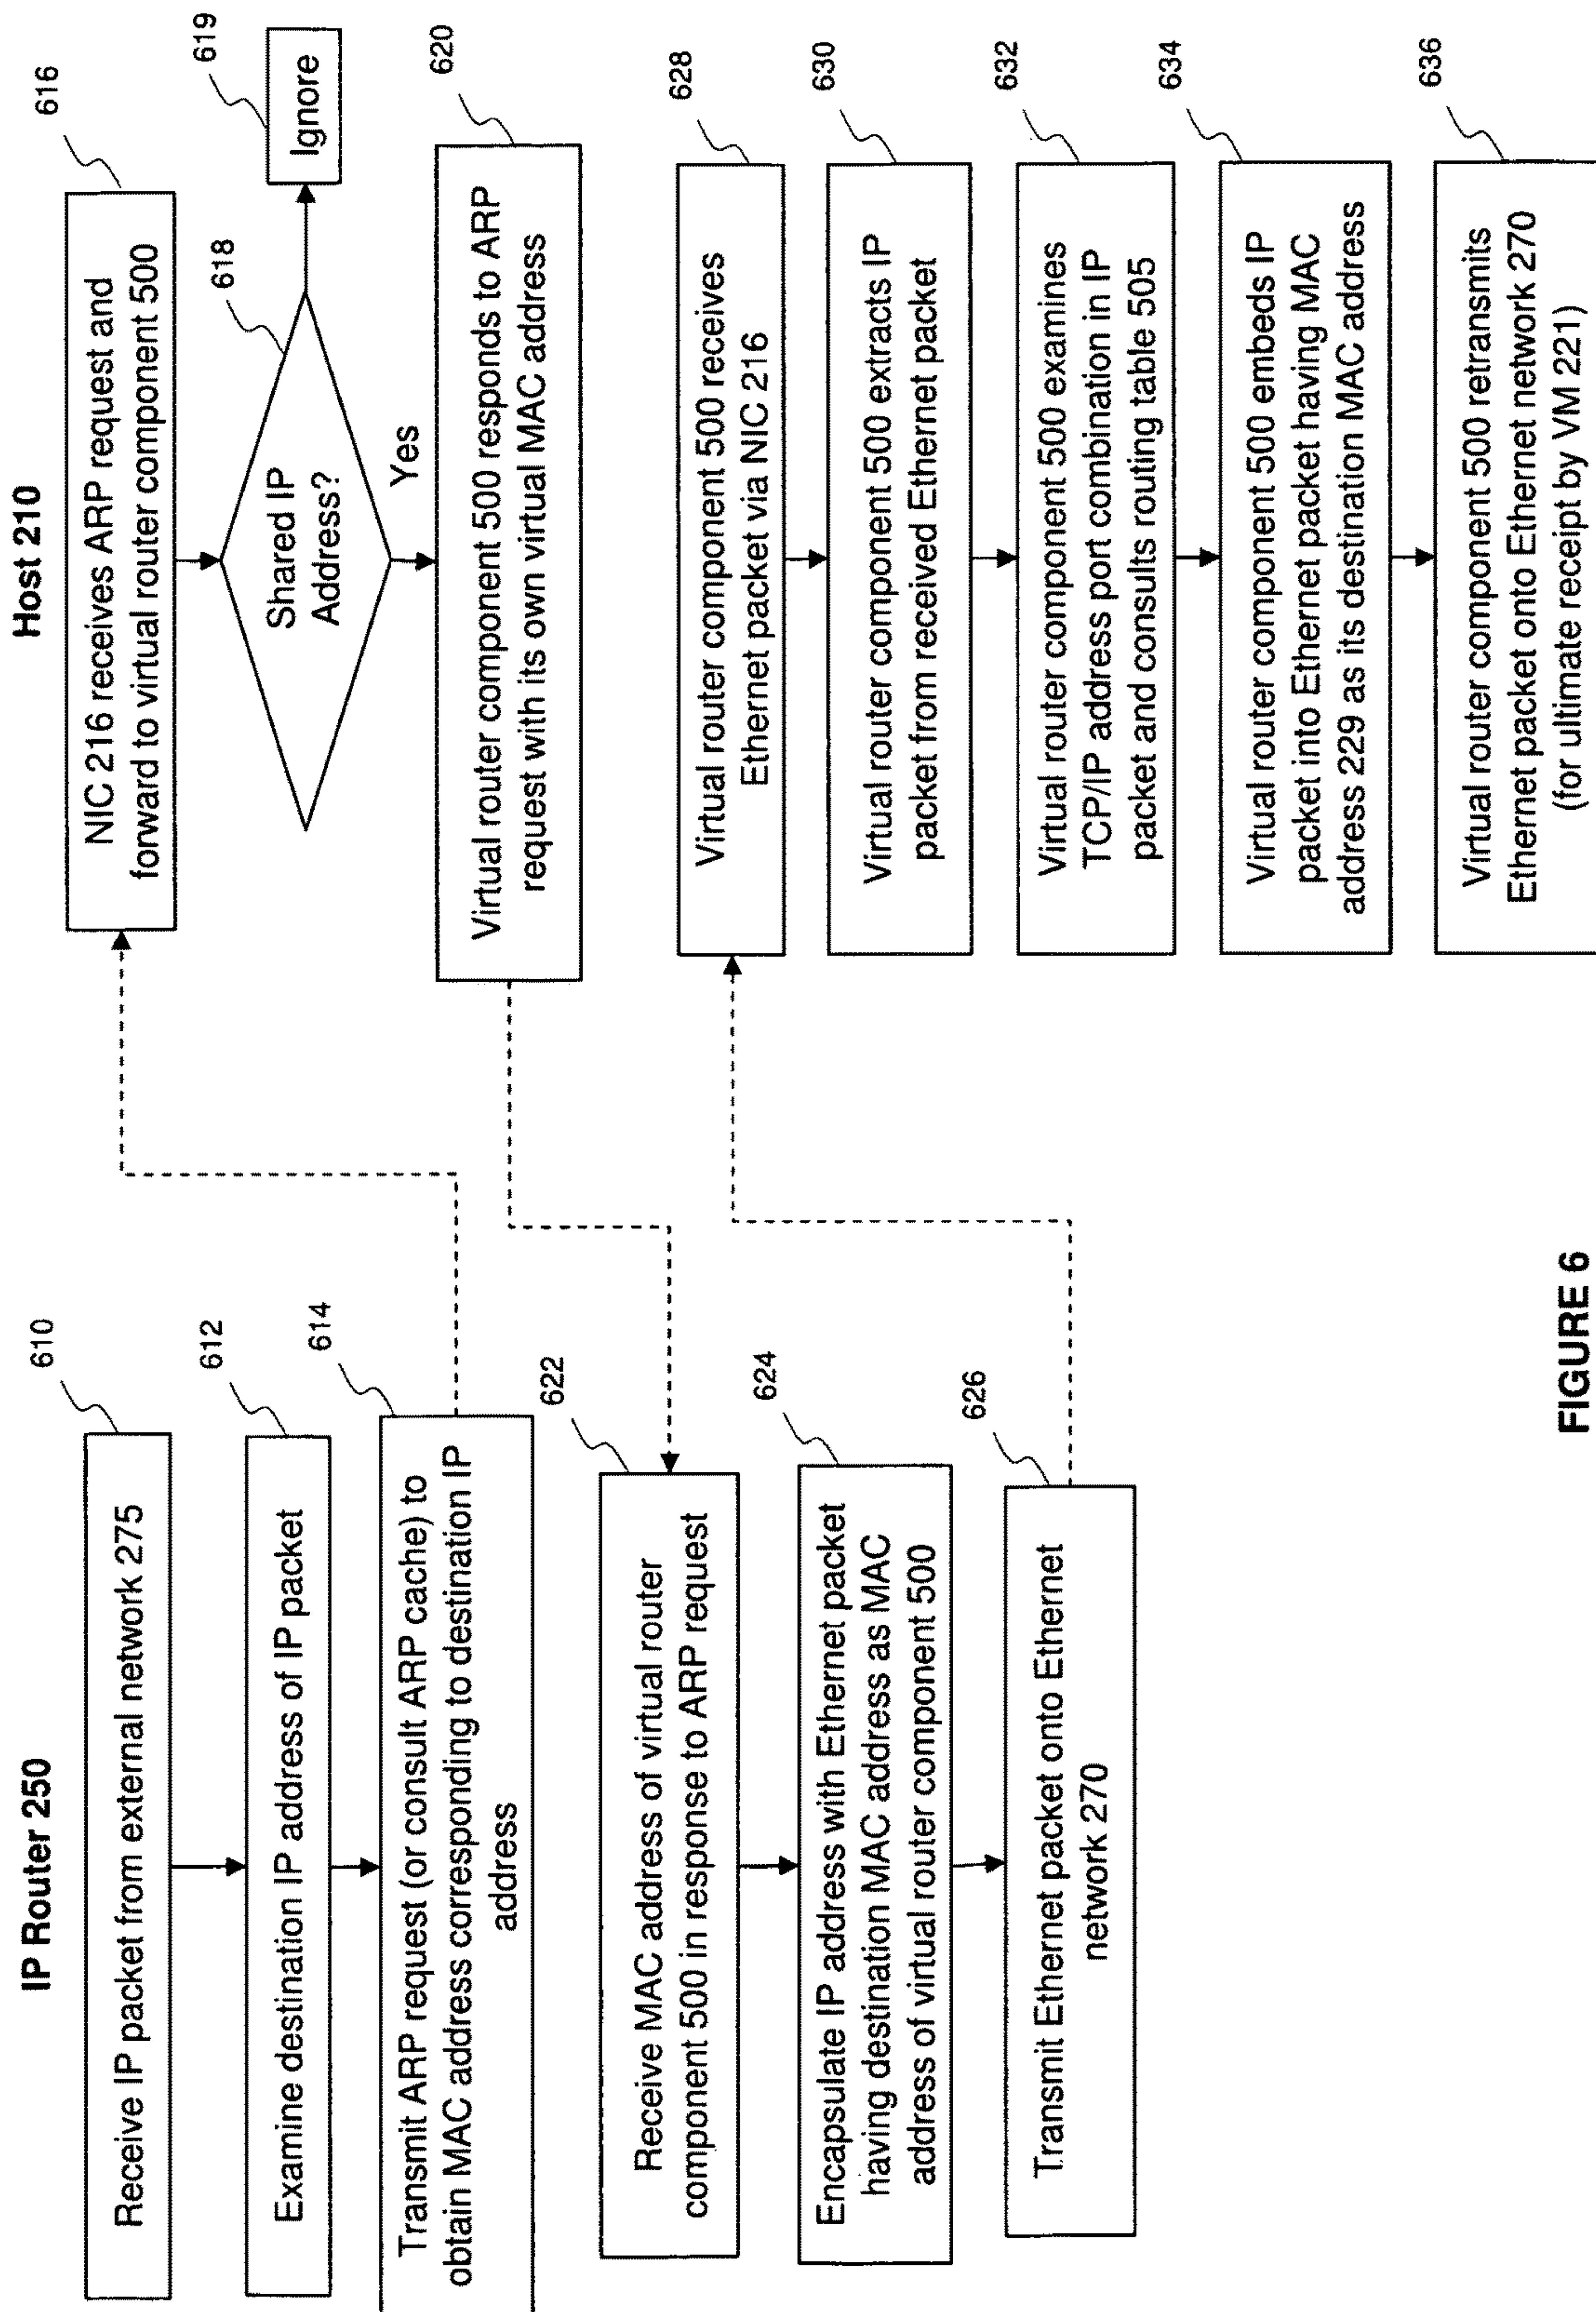 IP Router 250
610
Receive IP packet from external network 275
612
Examine destination IP address of IP packet
614
Transmit ARP request (or consult ARP cache) to
obtain MAC address corresponding to destination IP
address
622
Receive MAC address of virtual router
component 500 in response to ARP request
624
Encapsulate IP address with Ethernet packet
having destination MAC address as MAC
address of virtual router component 500
626
Transmit Ethernet packet onto Ethernet
network 270
Host 210
616
NIC 216 receives ARP request and
forward to virtual router component 500
618
Shared IP
Address?
619
Ignore
Yes
620
Virtual router component 500 responds to ARP
request with its own virtual MAC address
628
Virtual router component 500 receives
Ethernet packet via NIC 216
630
Virtual router component 500 extracts IP
packet from received Ethernet packet
632
Virtual router component 500 examines
TCP/IP address port combination in IP
packet and consults routing table 505
634
Virtual router component 500 embeds IP
packet into Ethernet packet having MAC
address 229 as its destination MAC address
636
Virtual router component 500 retransmits
Ethernet packet onto Ethernet network 270
(for ultimate receipt by VM 221)
FIGURE 6